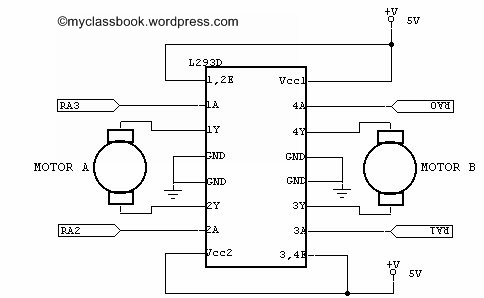 ©myclassbook.wordpress.com
+V
5V
L293D
1,2E
Vcc1
RA3
1A
4A
RA0
1Y
4Y
GND
GND
MOTOR A
MOTOR B
GND
GND
2Y
3Y
RA2
2A
3A
RA1
Vcc2
3,4E
+V
5V